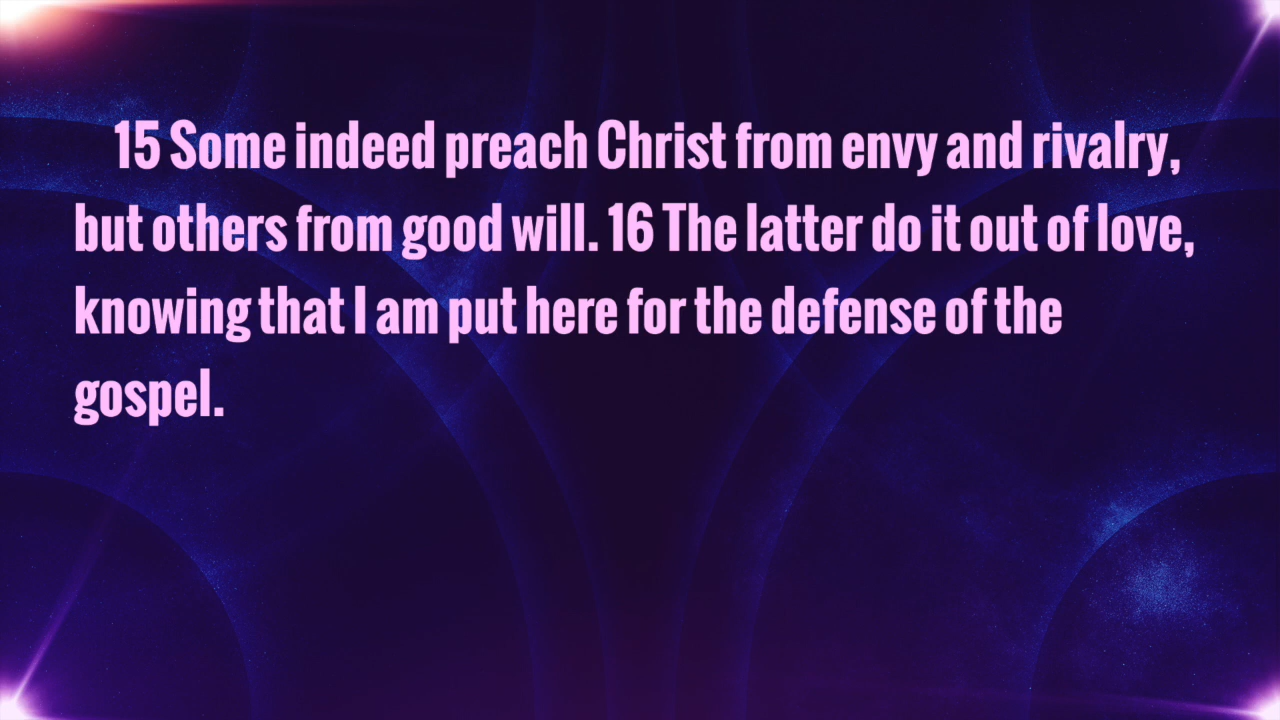 15 Some indeed preach Christ from envy and rivalry,
but others from good will. 16 The latter do it out of love,
knowing that I am put here for the defense of the
gospel.